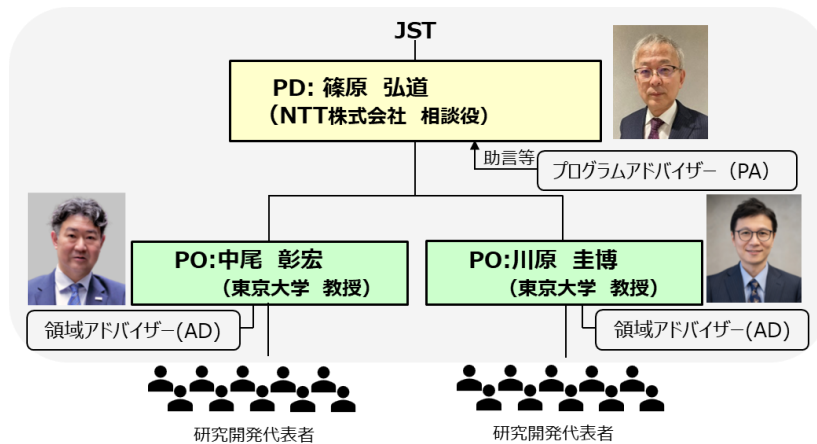 JST
PD: 篠原 弘道
（NTT株式会社 相談役）
助言等
プログラムアドバイザー（PA）
PO:中尾 彰宏
（東京大学 教授）
PO:川原 圭博
（東京大学 教授）
領域アドバイザー(AD)
領域アドバイザー(AD)
研究開発代表者
研究開発代表者